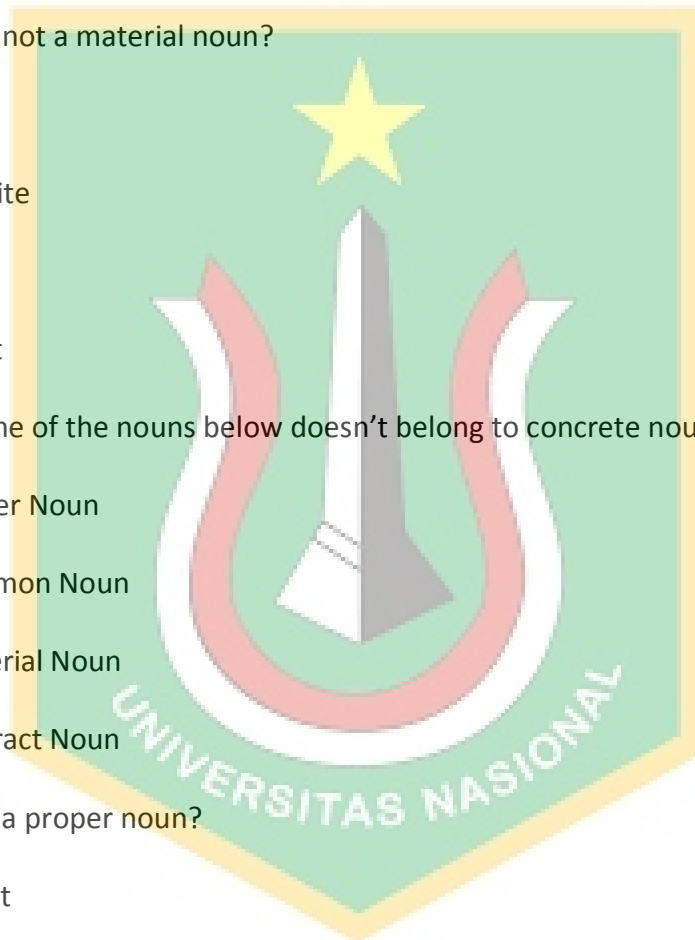 not a material noun?
ite
t
ne of the nouns below doesn’t belong to concrete nou
er Noun
mon Noun
erial Noun
ract Noun
UNIVERSITAS NASIONAL
a proper noun?
t